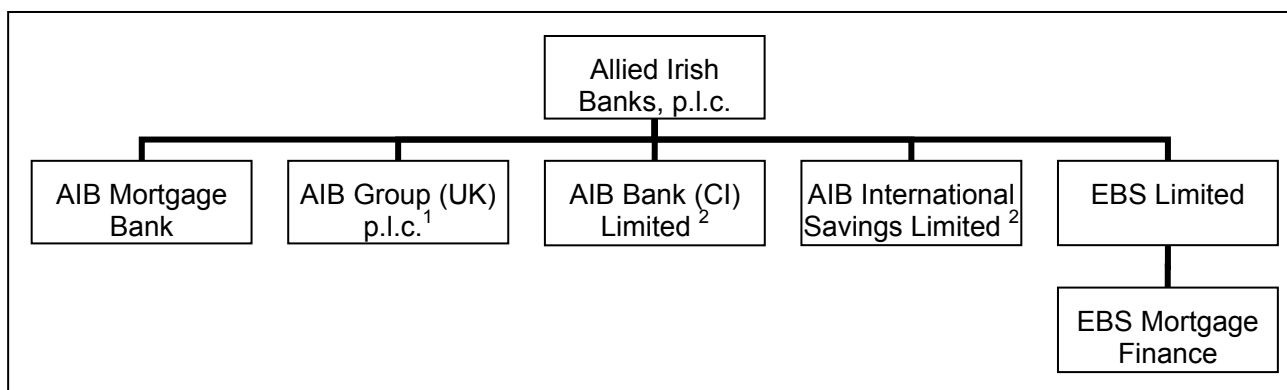 Allied Irish
Banks, p.l.c.
AIB Mortgage
Bank
AIB Group (UK)
p.l.c.1
AIB Bank (CI)
Limited 2
AIB International
Savings Limited 2
EBS Limited
EBS Mortgage
Finance